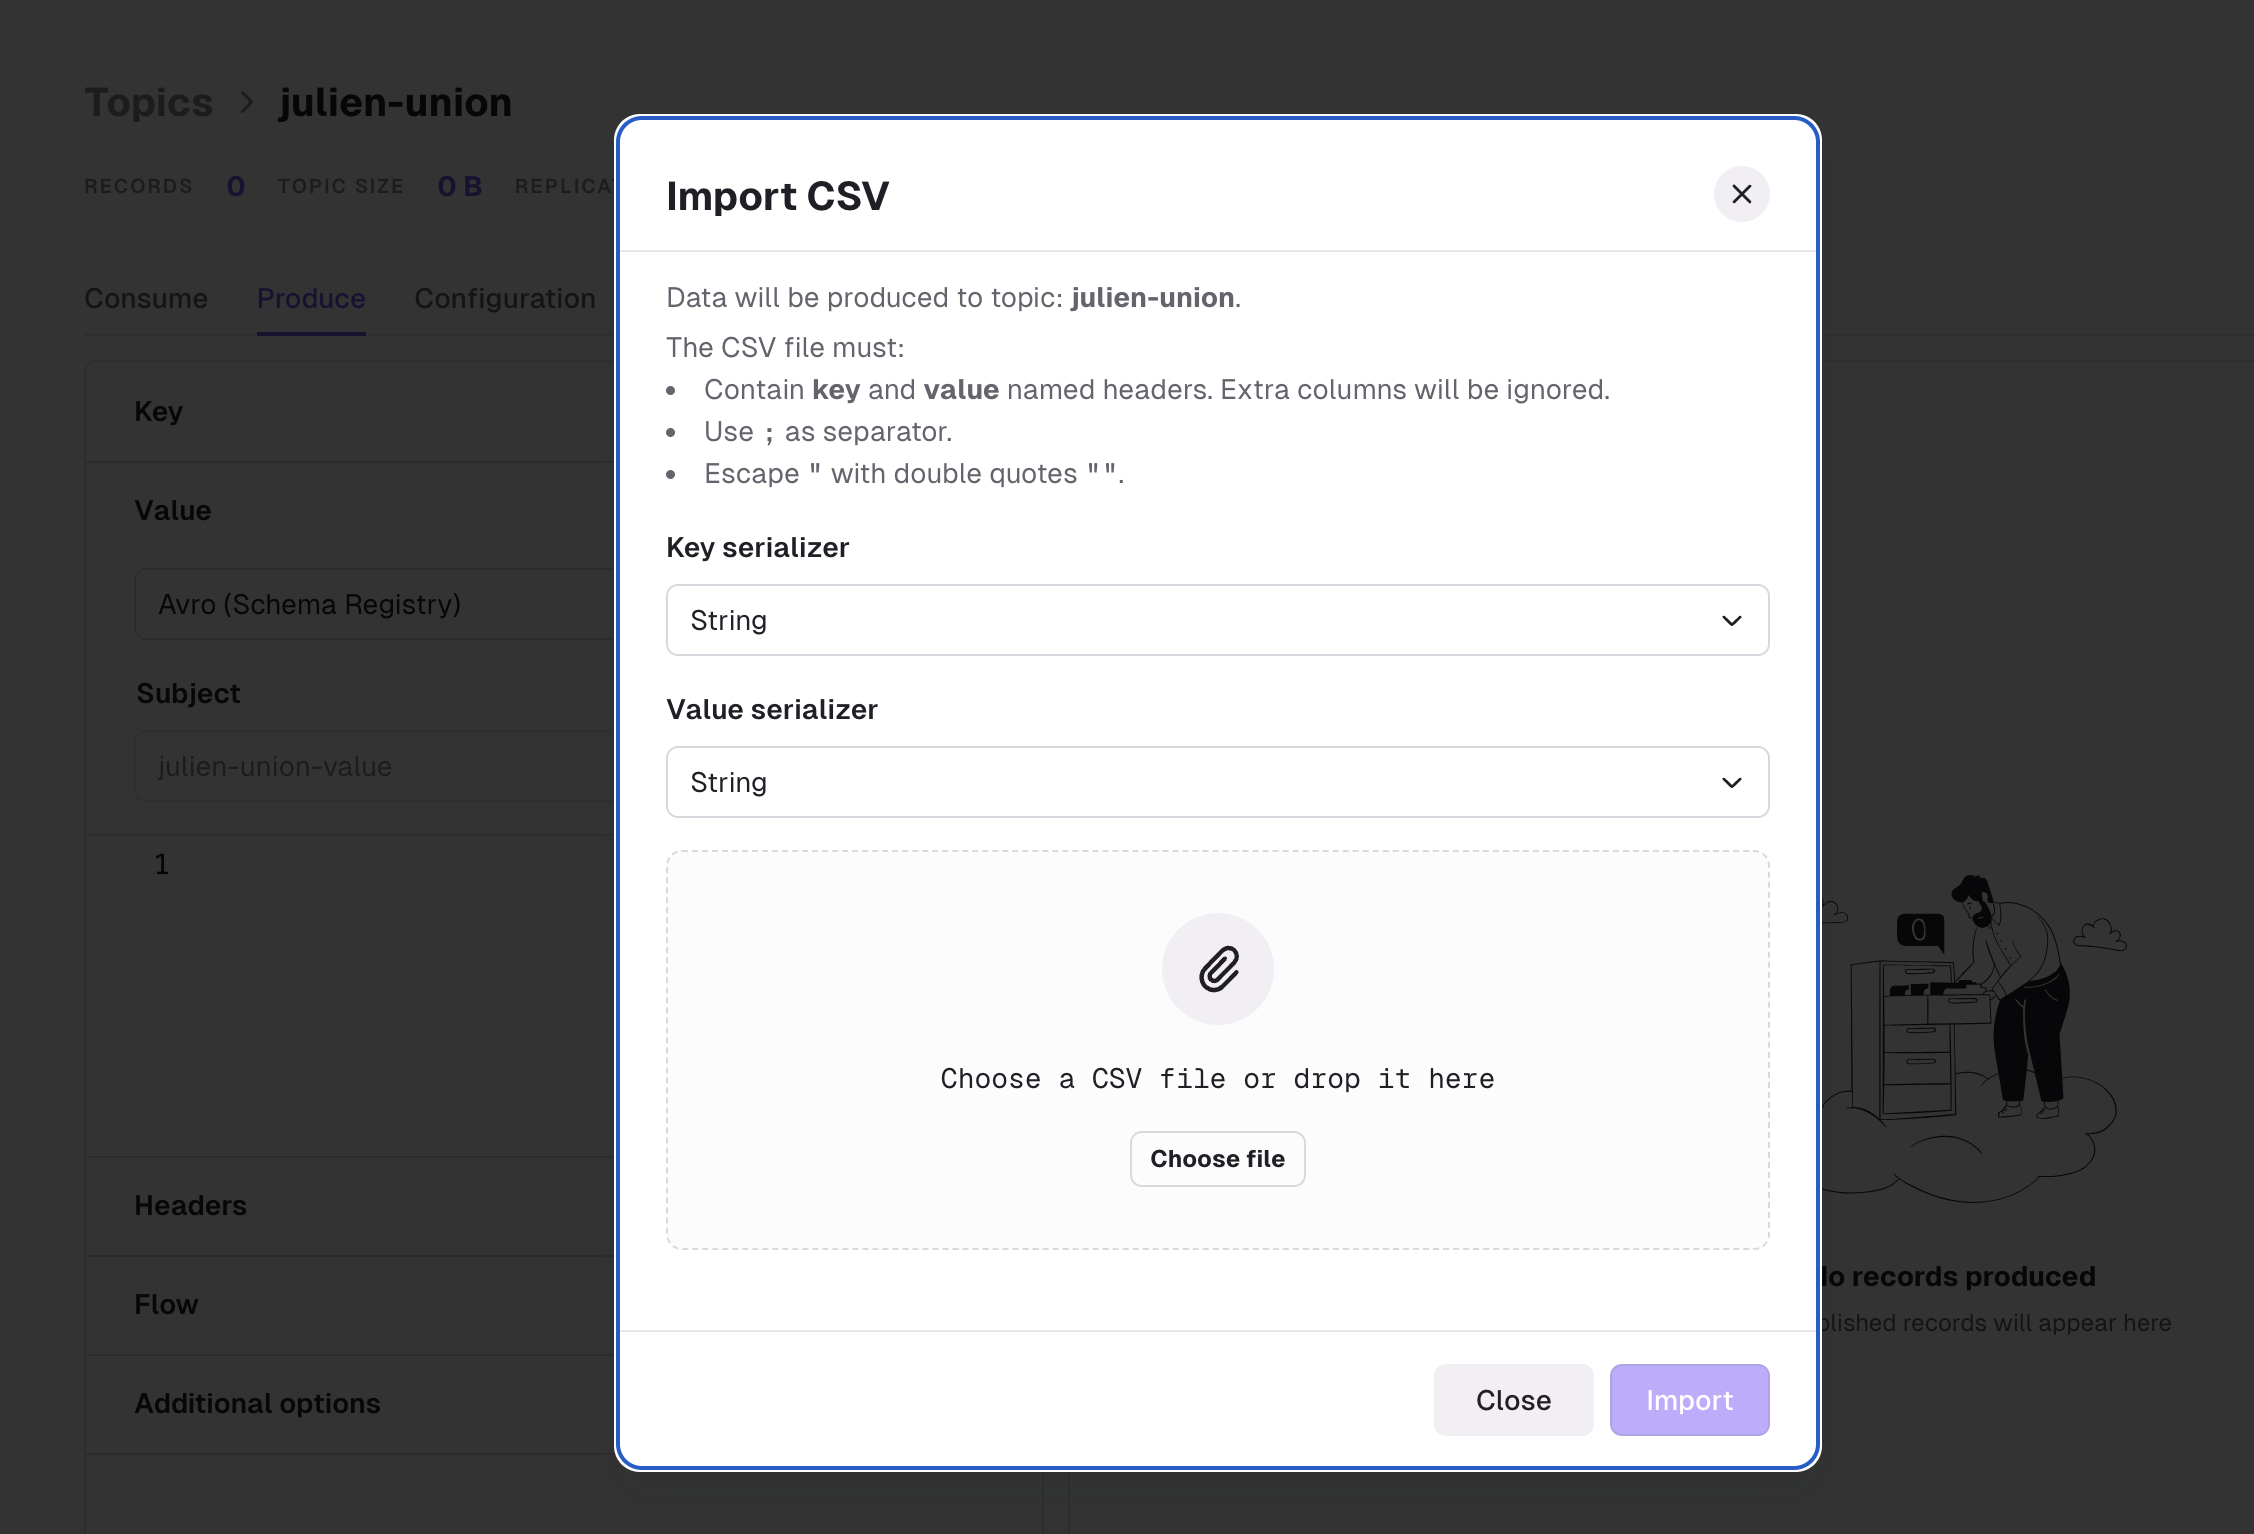 Topics > julien-union
RECORDS 0 TOPIC SIZE 0 B
Consume Produce Configuration
Key
Value
Avro (Schema Registry)
Subject
julien-union-value
1
Headers
Flow
Additional options
Import CSV
Data will be produced to topic: julien-union.
The CSV file must:
• Contain key and value named headers. Extra columns will be ignored.
• Use ; as separator.
• Escape " with double quotes "".
Key serializer
String
Value serializer
String
Choose a CSV file or drop it here
Choose file
Close Import
0
records produced
records will appear here